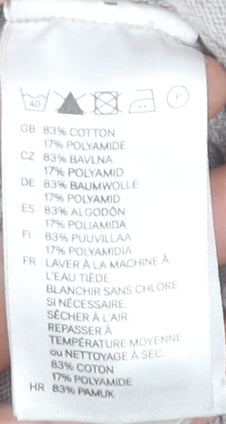 40 P
GB 83% COTTON
17% POLYAMIDE
CZ 83% BAVLNA
17% POLYAMID
DE 83% BAUMWOLLE
17% POLYAMID
ES 83% ALGODÓN
17% POLIAMIDA
FI 83% PUUVILLAA
17% POLYAMIDIA
FR LAVER À LA MACHINE À
L'EAU TIÈDE
BLANCHIR SANS CHLORE
SI NÉCESSAIRE
SÉCHER À L'AIR
REPASSER À
TEMPÉRATURE MOYENNE
ou NETTOYAGE À SEC.
83% COTON
17% POLYAMIDE
HR 83% PAMUK